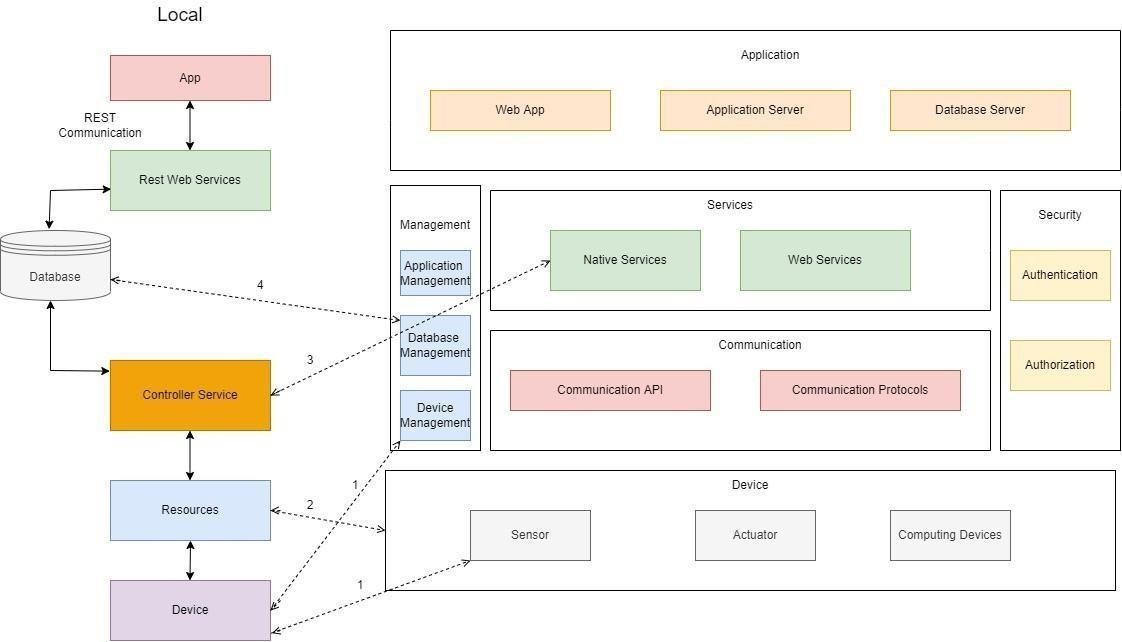 Local
App
REST
Communication
Rest Web Services
Database
4
3
Controller Service
Resources
2
1
Device
1
Application
Web App
Application Server
Database Server
Management
Application
Management
Database
Management
Device
Management
Services
Native Services
Web Services
Communication
Communication API
Communication Protocols
Security
Authentication
Authorization
Device
Sensor
Actuator
Computing Devices